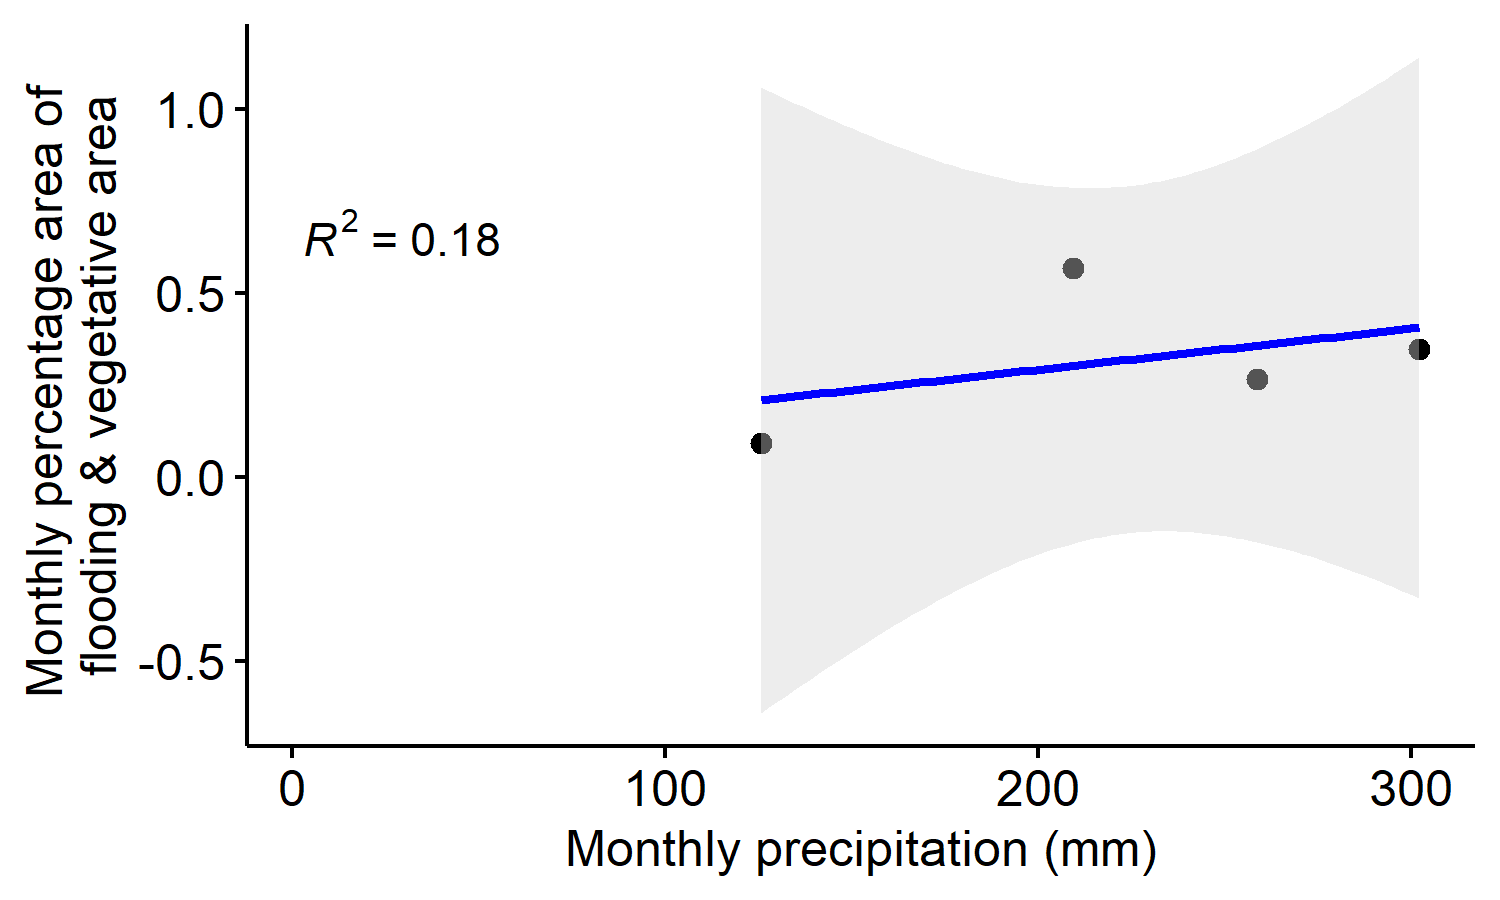 Monthly percentage area of
flooding & vegetative area
1.0
0.5
0.0
-0.5
R² = 0.18
0 100 200 300
Monthly precipitation (mm)